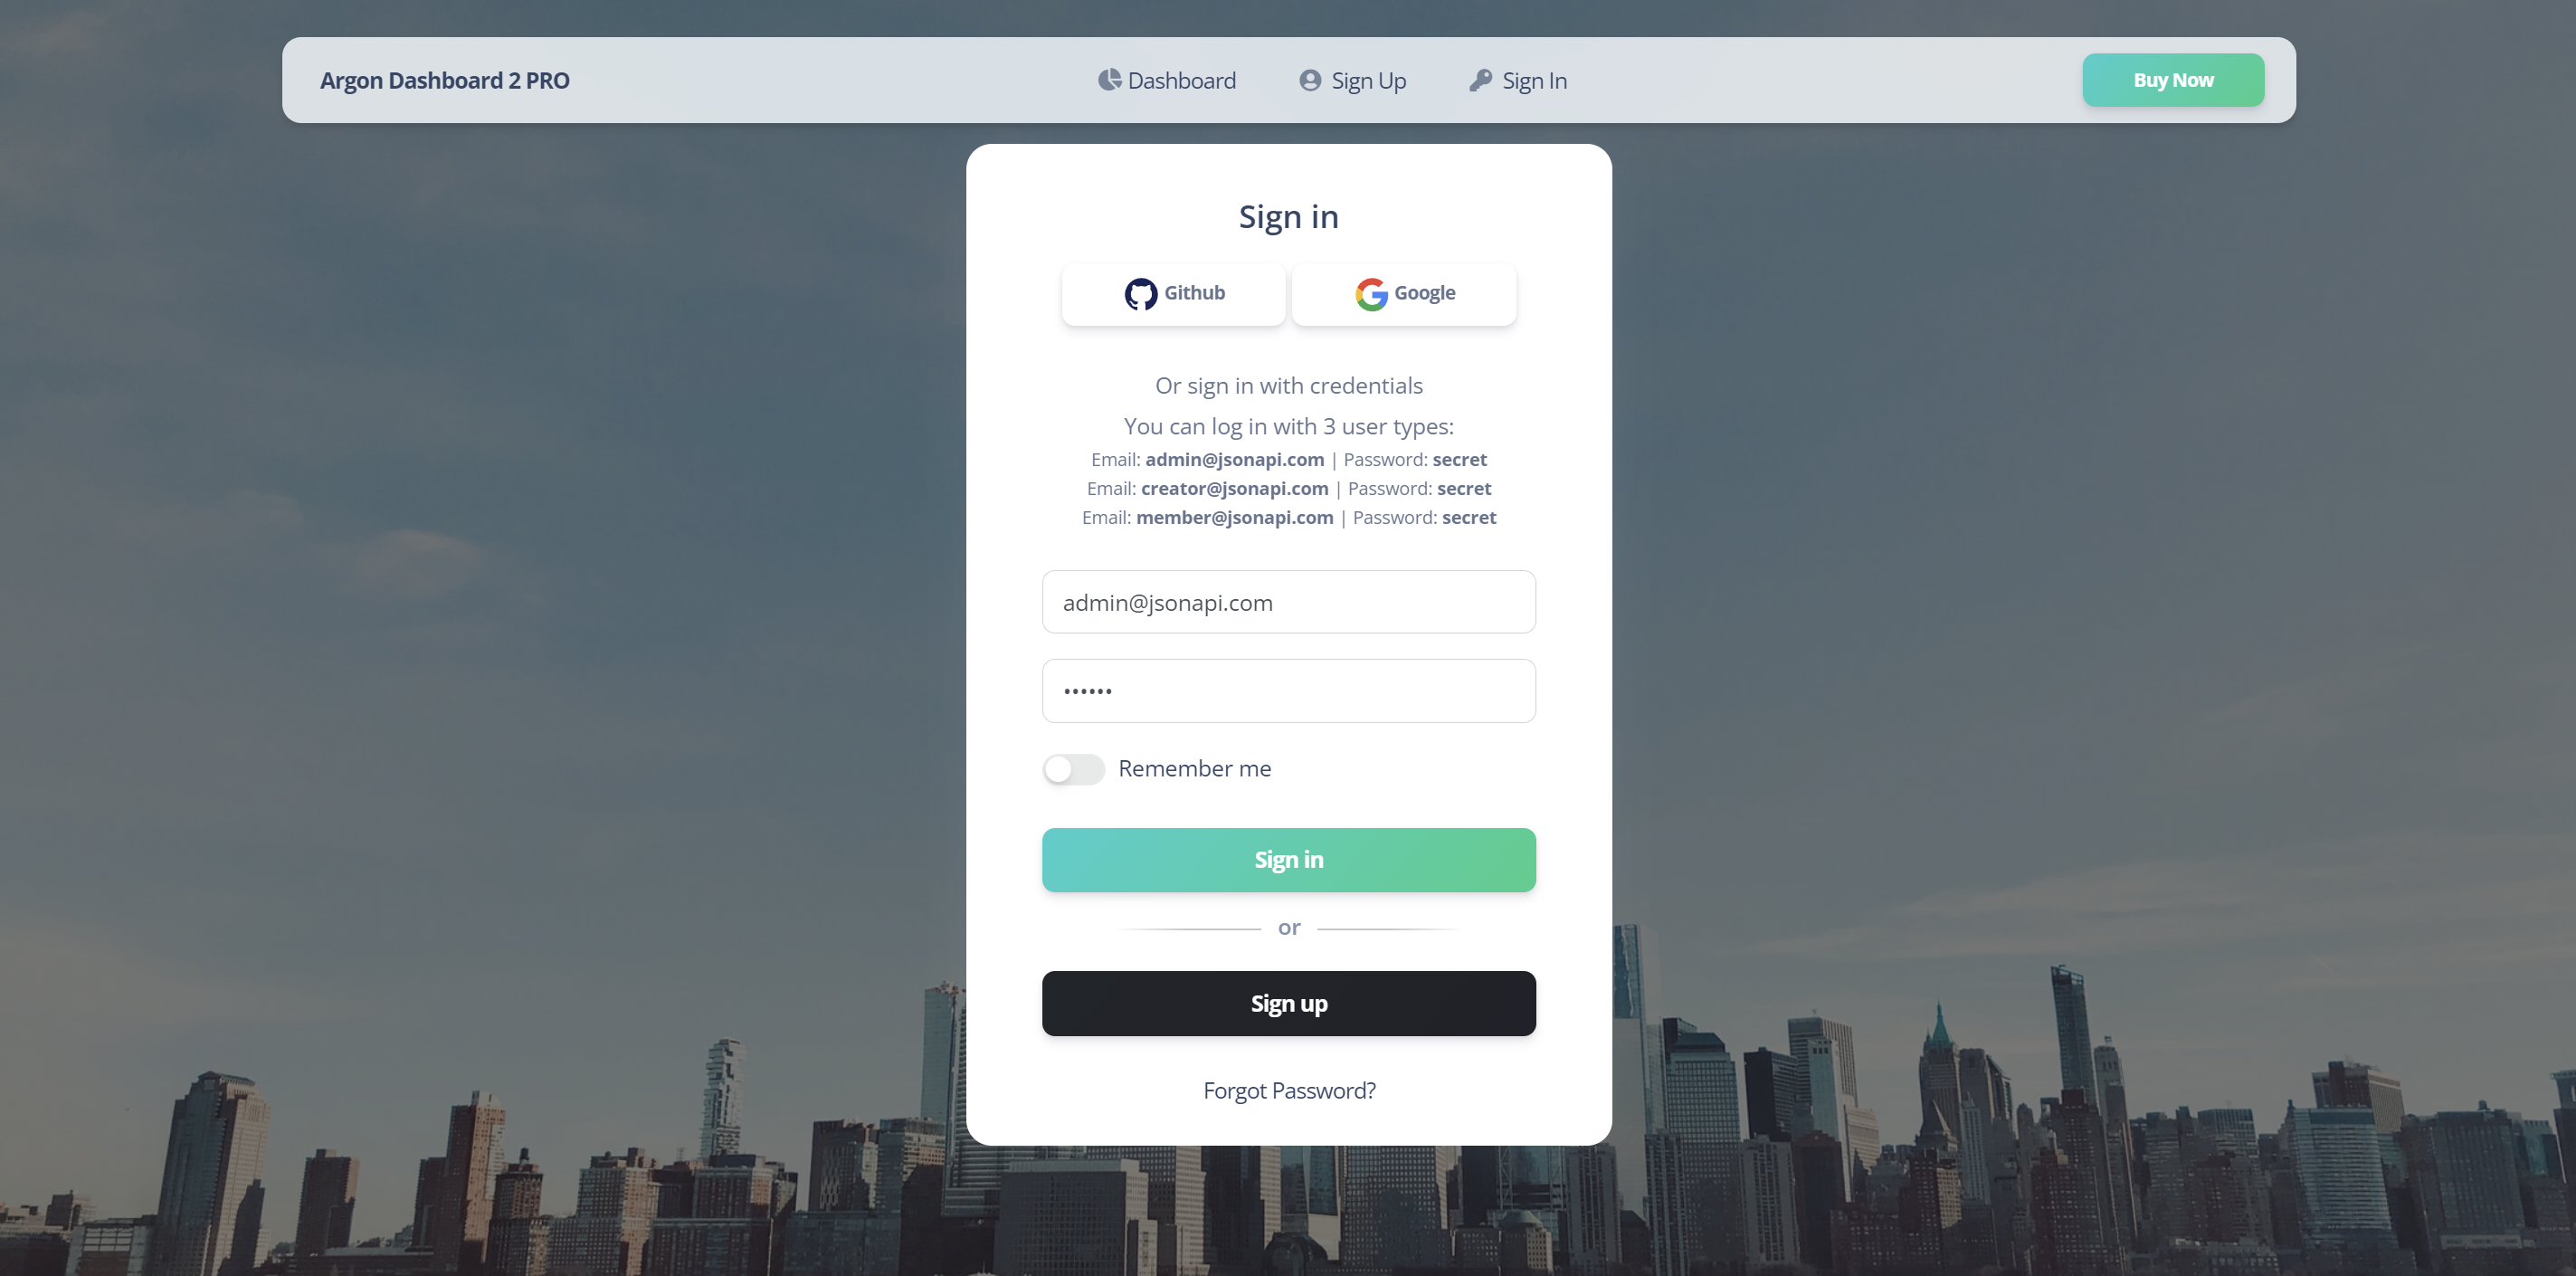 Argon Dashboard 2 PRO
Dashboard
Sign Up
Sign In
Buy Now
Sign in
Github
Google
Or sign in with credentials
You can log in with 3 user types:
Email: admin@jsonapi.com | Password: secret
Email: creator@jsonapi.com | Password: secret
Email: member@jsonapi.com | Password: secret
admin@jsonapi.com
••••••
Remember me
Sign in
or
Sign up
Forgot Password?